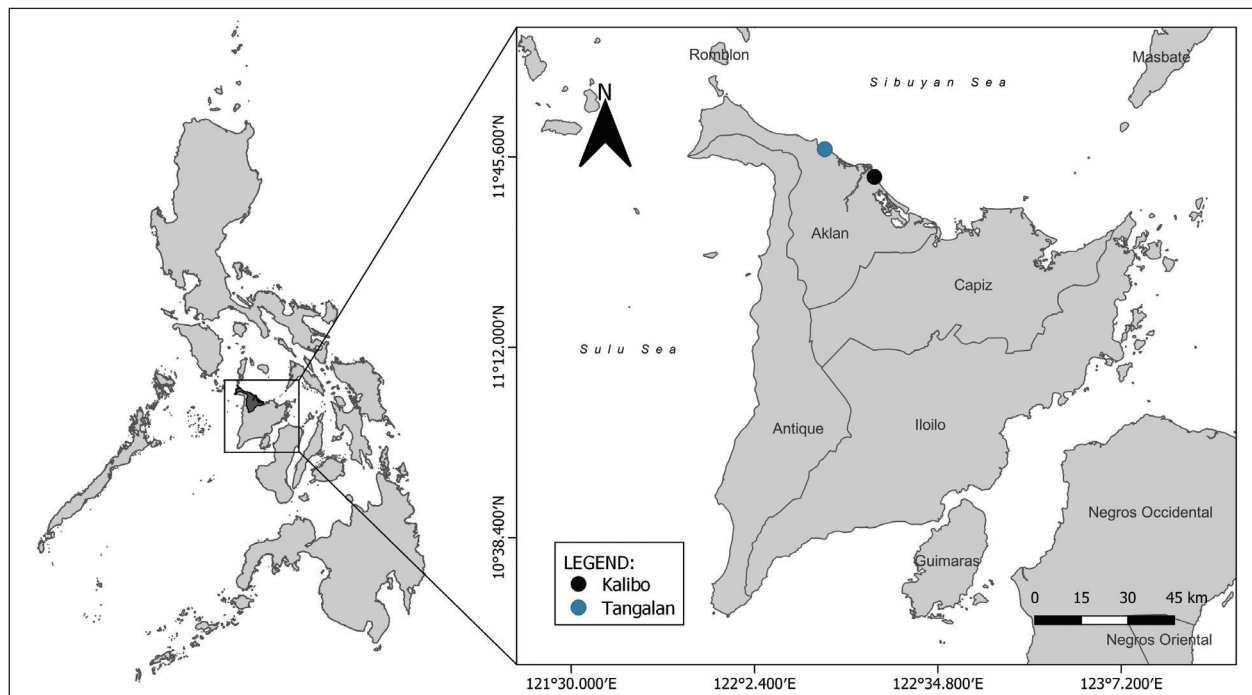 Romblon
Masbate
Sibuyan Sea
N
11°45.600'N
Aklan
Capiz
11°12.000'N
Sulu Sea
Antique
Iloilo
10°38.400'N
Negros Occidental
Guimaras
LEGEND:
Kalibo
Tangalan
0 15 30 45 km
Negros Oriental
121°30.000'E 122°2.400'E 122°34.800'E 123°7.200'E